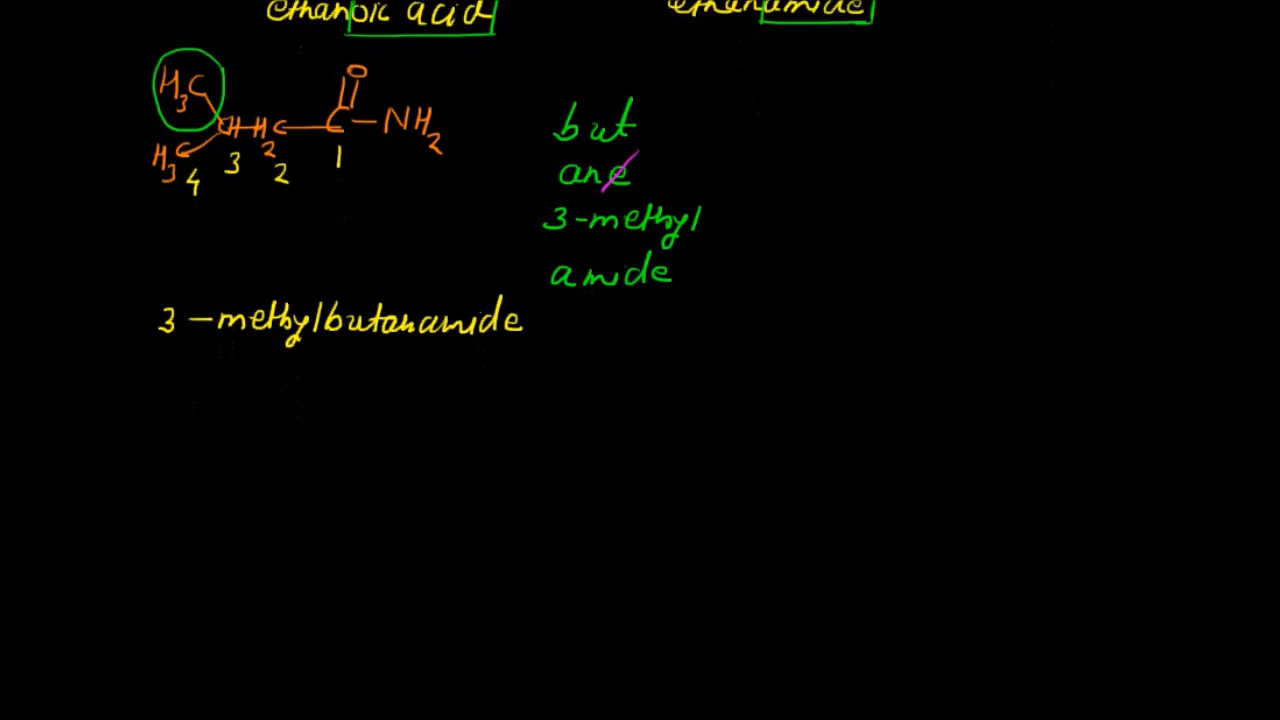 ethanoic acid ethanamide
H3C O
CH H2C C NH2
H3C
4 3 2 1
but
ane
3-methyl
amide
3-methylbutanamide